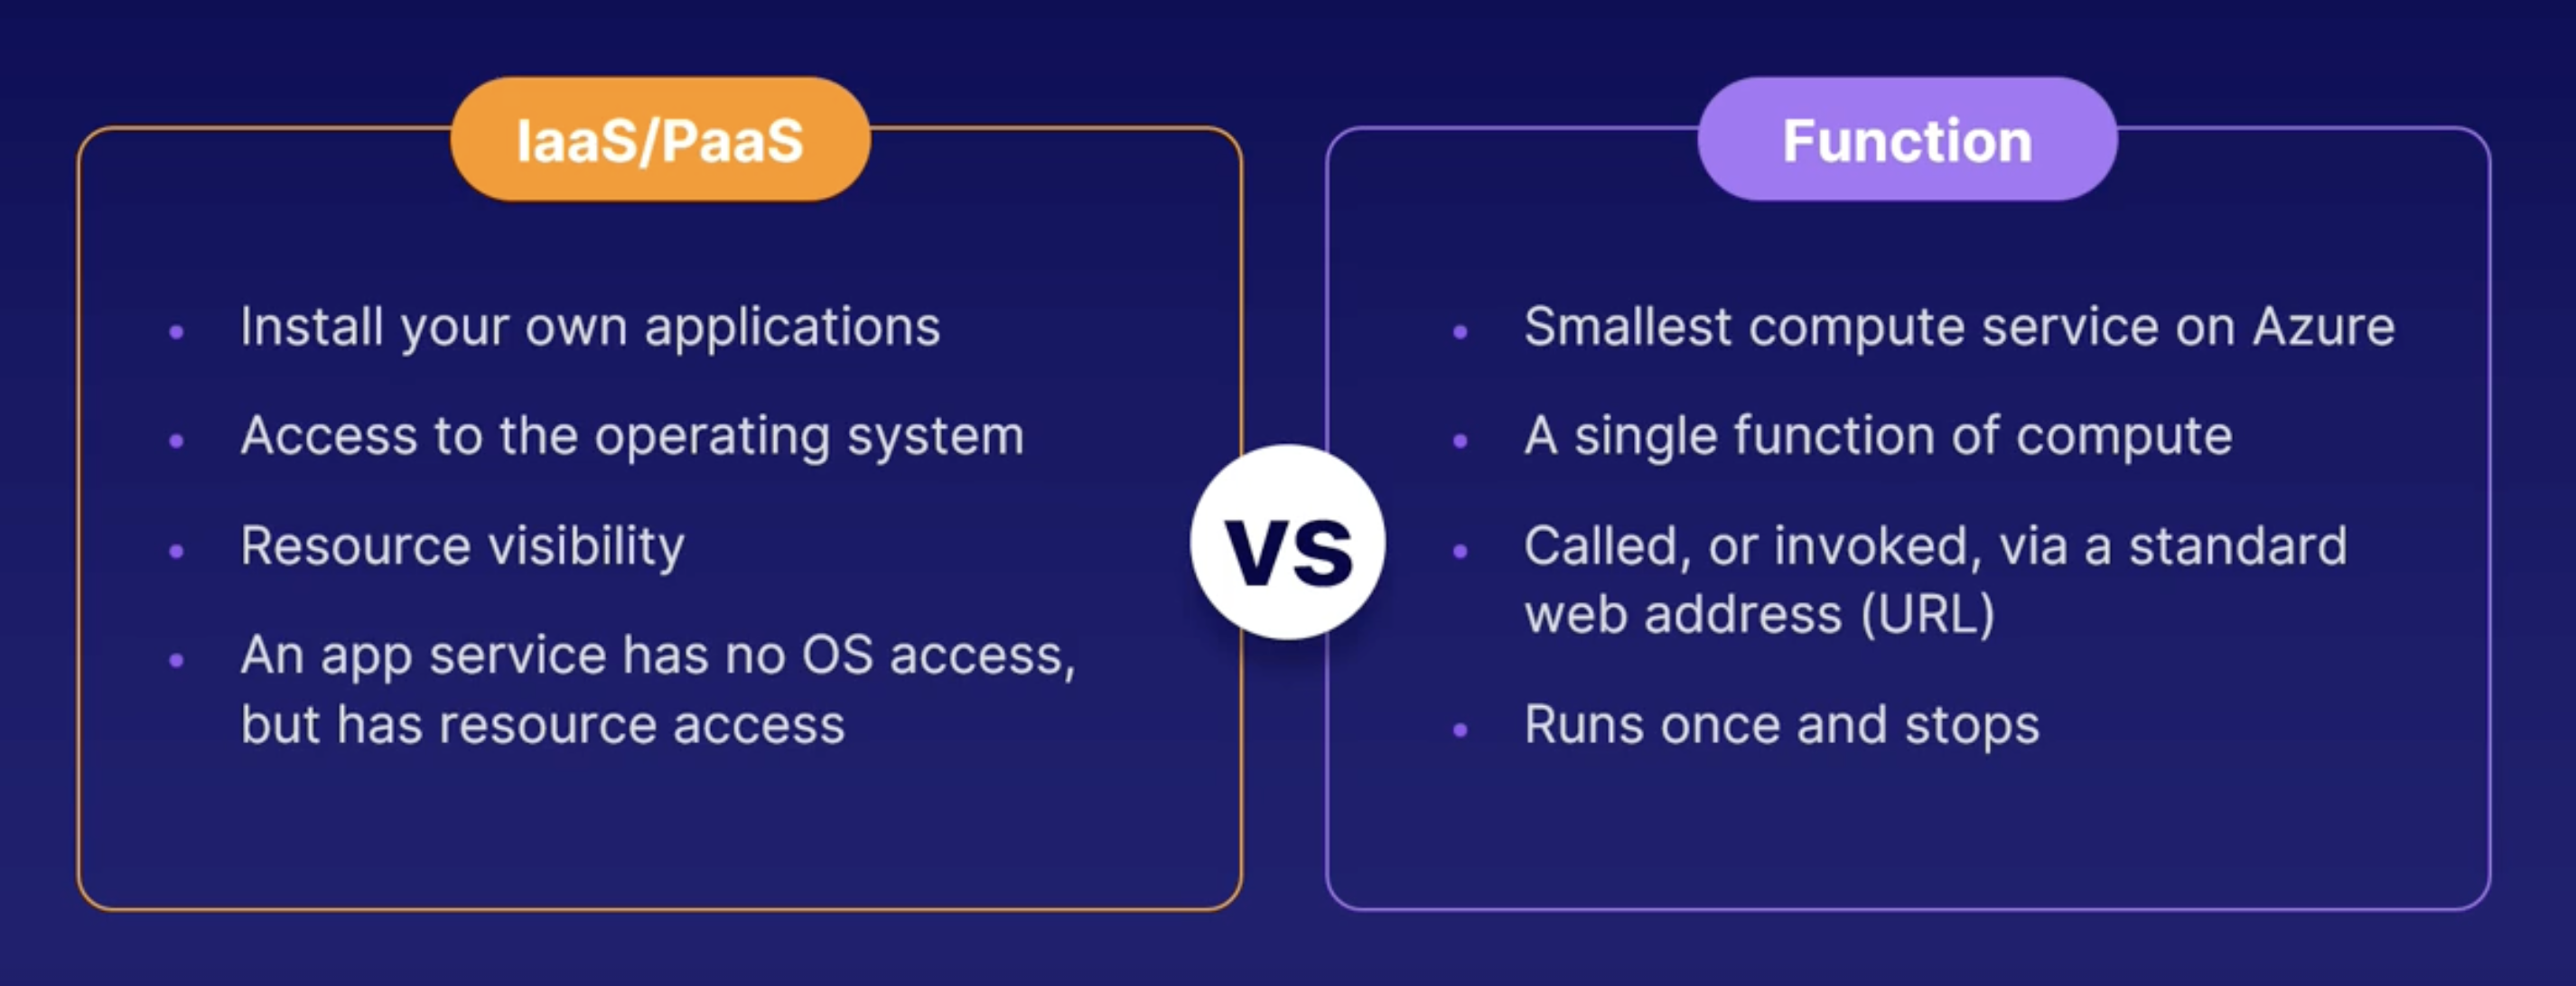 IaaS/PaaS
Install your own applications
Access to the operating system
Resource visibility
An app service has no OS access,
but has resource access
VS
Function
Smallest compute service on Azure
A single function of compute
Called, or invoked, via a standard
web address (URL)
Runs once and stops